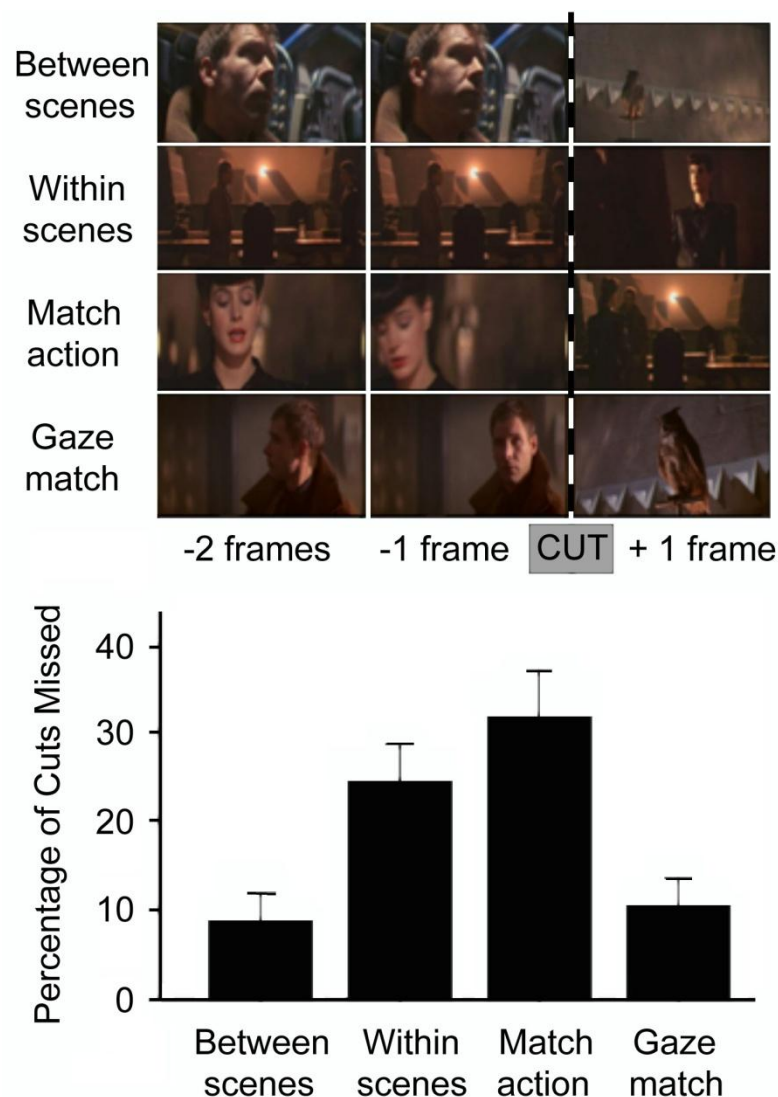 Between
scenes
Within
scenes
Match
action
Gaze
match
-2 frames -1 frame CUT + 1 frame
Percentage of Cuts Missed
40
30
20
10
0
Between
scenes
Within
scenes
Match
action
Gaze
match